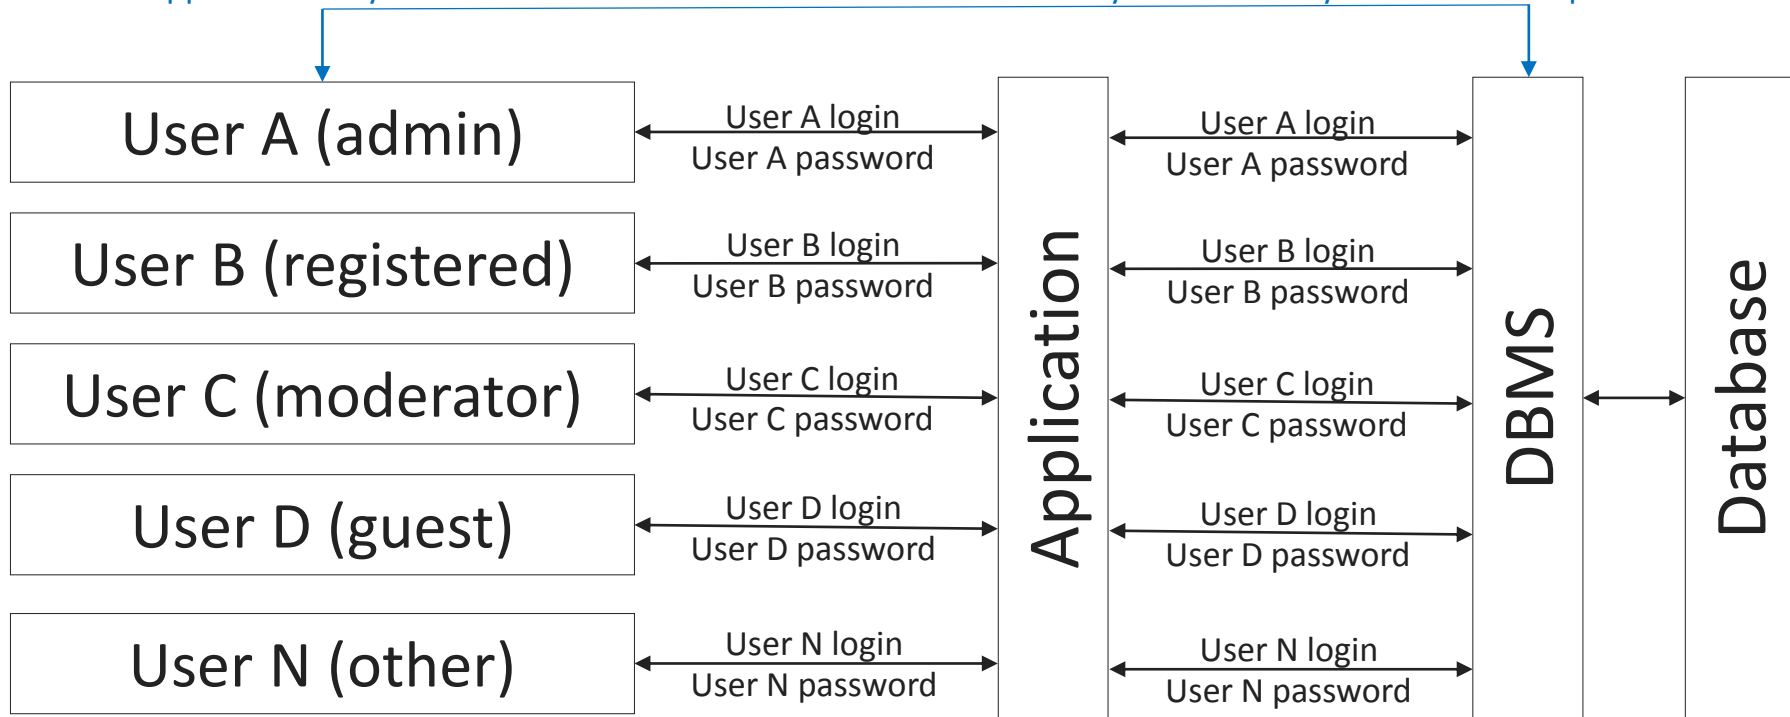 User A (admin)
User A login
User A password
User A login
User A password
User B (registered)
User B login
User B password
User B login
User B password
User C (moderator)
User C login
User C password
User C login
User C password
User D (guest)
User D login
User D password
User D login
User D password
User N (other)
User N login
User N password
User N login
User N password
Application
DBMS
Database